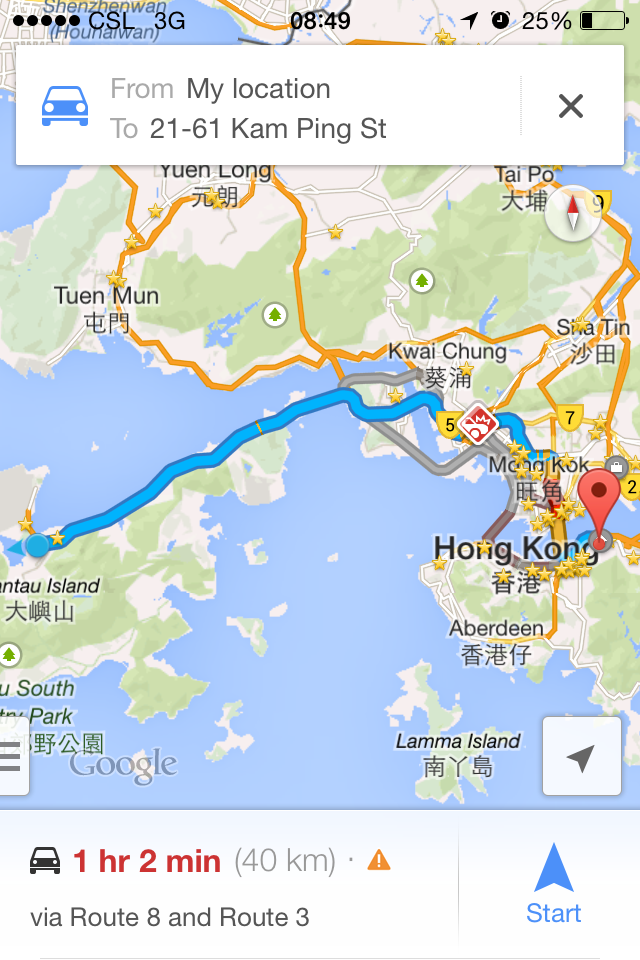 CSL 3G 08:49 25%
Shenzhenwan
(Houhaiwan)
From My location
To 21-61 Kam Ping St
Yuen Long
元朗
Tai Po
大埔
9
Tuen Mun
屯門
Sha Tin
沙田
Kwai Chung
葵涌
5
7
Mong Kok
旺角
2
Hong Kong
香港
antau Island
大嶼山
Aberdeen
香港仔
u South
try Park
郊野公園
Google
Lamma Island
南丫島
1 hr 2 min (40 km) ·
via Route 8 and Route 3
Start